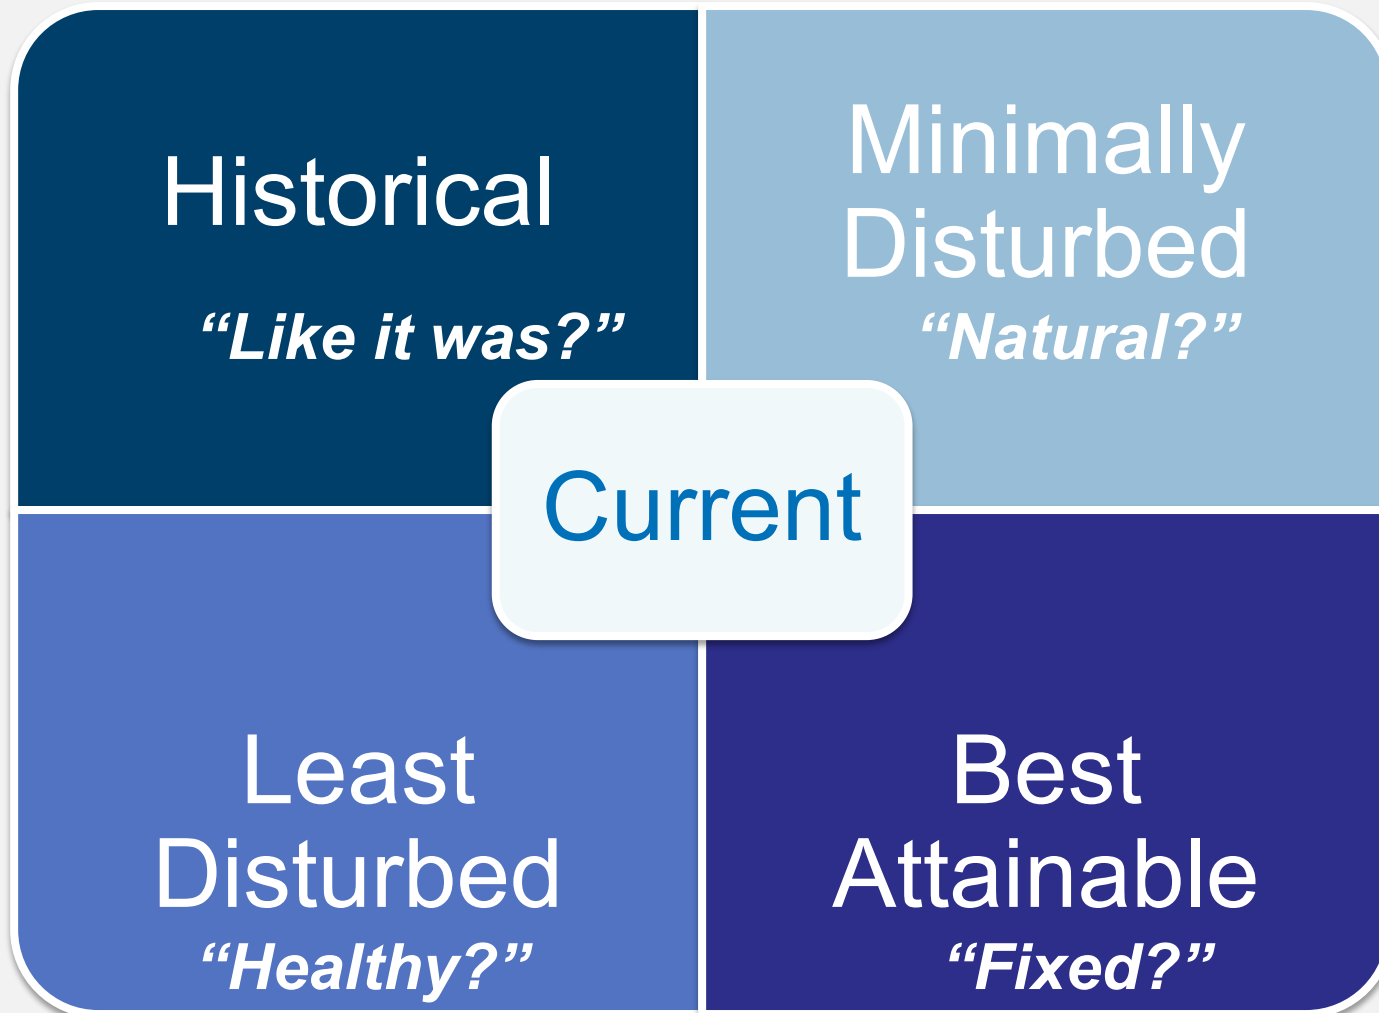 Historical
“Like it was?”
Minimally
Disturbed
“Natural?”
Current
Least
Disturbed
“Healthy?”
Best
Attainable
“Fixed?”